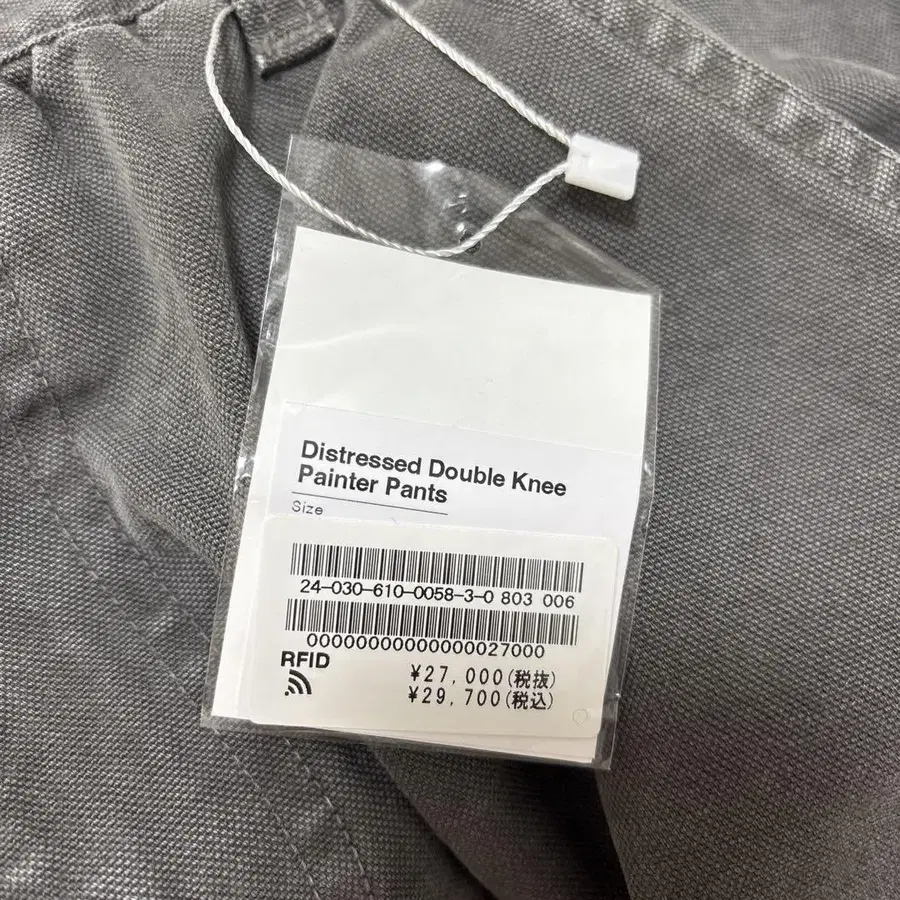 Distressed Double Knee
Painter Pants
Size
24-030-610-0058-3-0 803 006
00000000000000027000
RFID
¥27,000(税抜)
¥29,700(税込)